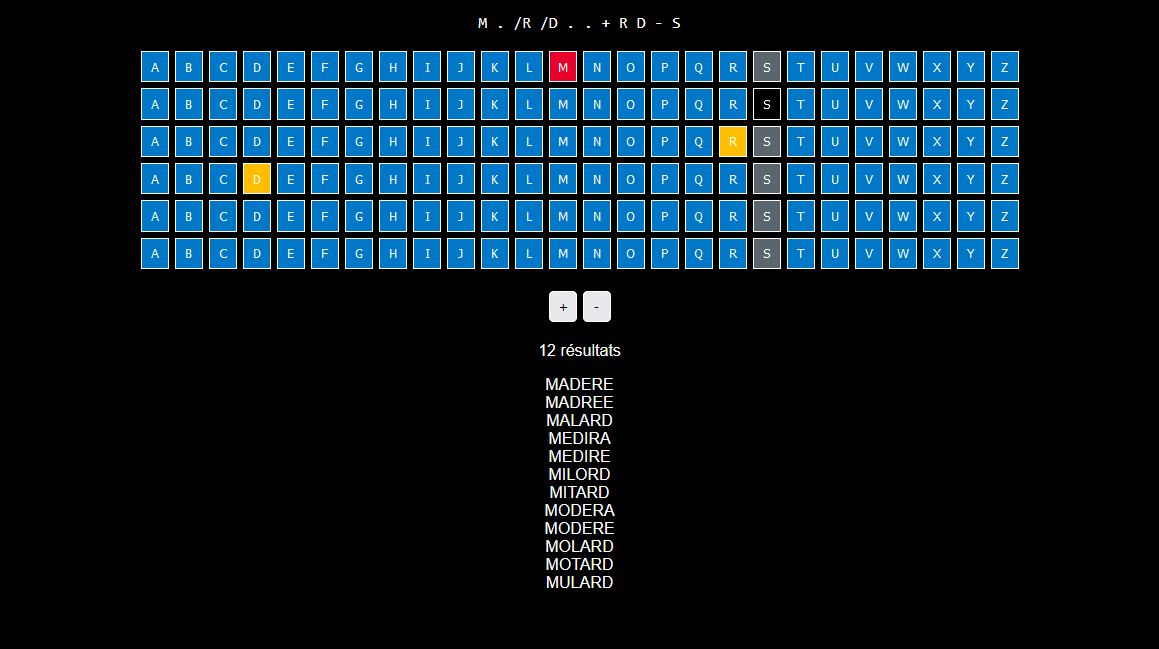 M . /R /D . . + R D - S
A B C D E F G H I J K L M N O P Q R S T U V W X Y Z
A B C D E F G H I J K L M N O P Q R S T U V W X Y Z
A B C D E F G H I J K L M N O P Q R S T U V W X Y Z
A B C D E F G H I J K L M N O P Q R S T U V W X Y Z
A B C D E F G H I J K L M N O P Q R S T U V W X Y Z
A B C D E F G H I J K L M N O P Q R S T U V W X Y Z
+ -
12 résultats
MADERE
MADREE
MALARD
MEDIRA
MEDIRE
MILORD
MITARD
MODERA
MODERE
MOLARD
MOTARD
MULARD